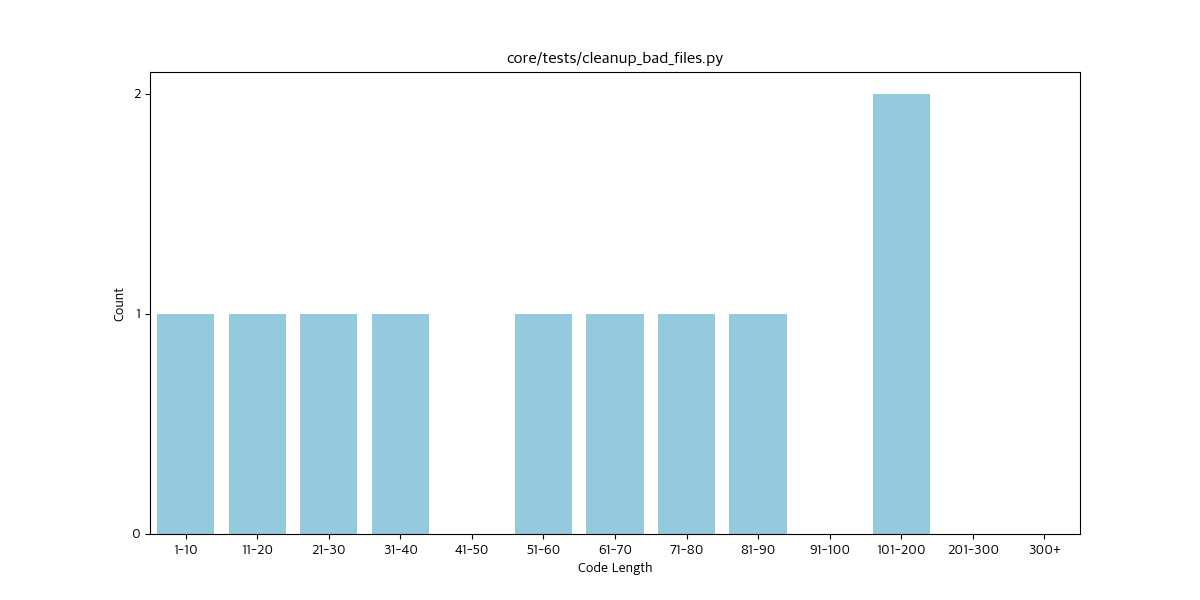 core/tests/cleanup_bad_files.py
2
1
0
Count
1-10 11-20 21-30 31-40 41-50 51-60 61-70 71-80 81-90 91-100 101-200 201-300 300+
Code Length